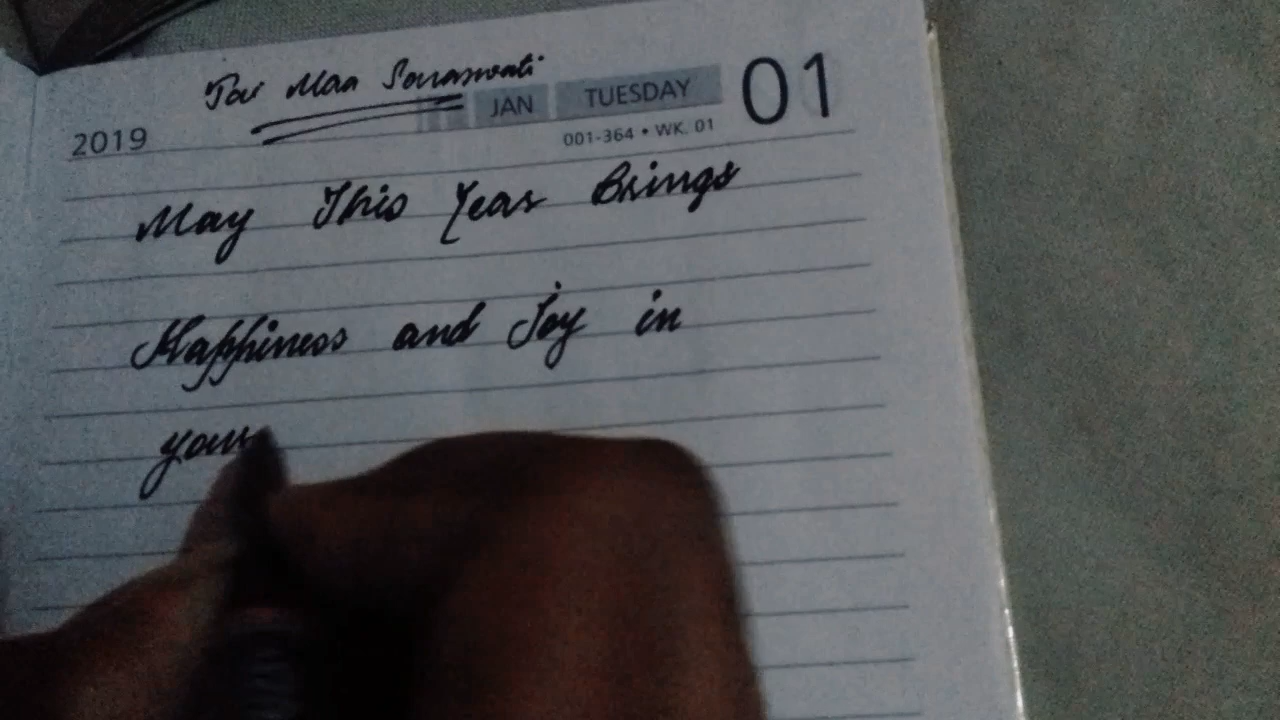 Jai Maa Saraswati
2019 JAN TUESDAY 01
001-364 • WK. 01
May This Year Brings
Happiness and Joy in
your